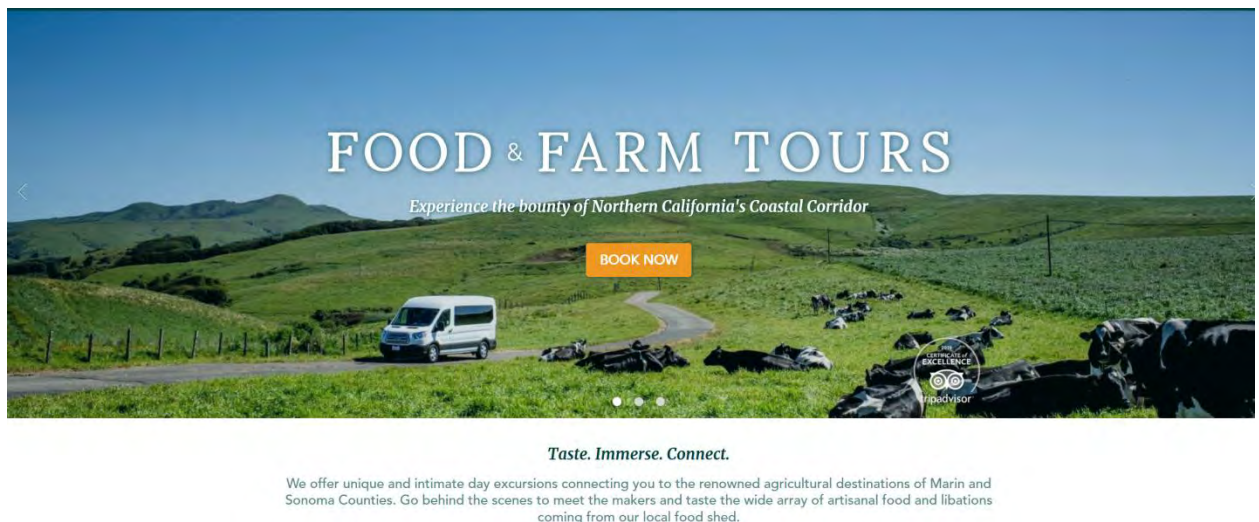 FOOD & FARM TOURS
Experience the bounty of Northern California's Coastal Corridor
BOOK NOW
CERTIFICATE of
EXCELLENCE
tripadvisor
Taste. Immerse. Connect.
We offer unique and intimate day excursions connecting you to the renowned agricultural destinations of Marin and
Sonoma Counties. Go behind the scenes to meet the makers and taste the wide array of artisanal food and libations
coming from our local food shed.